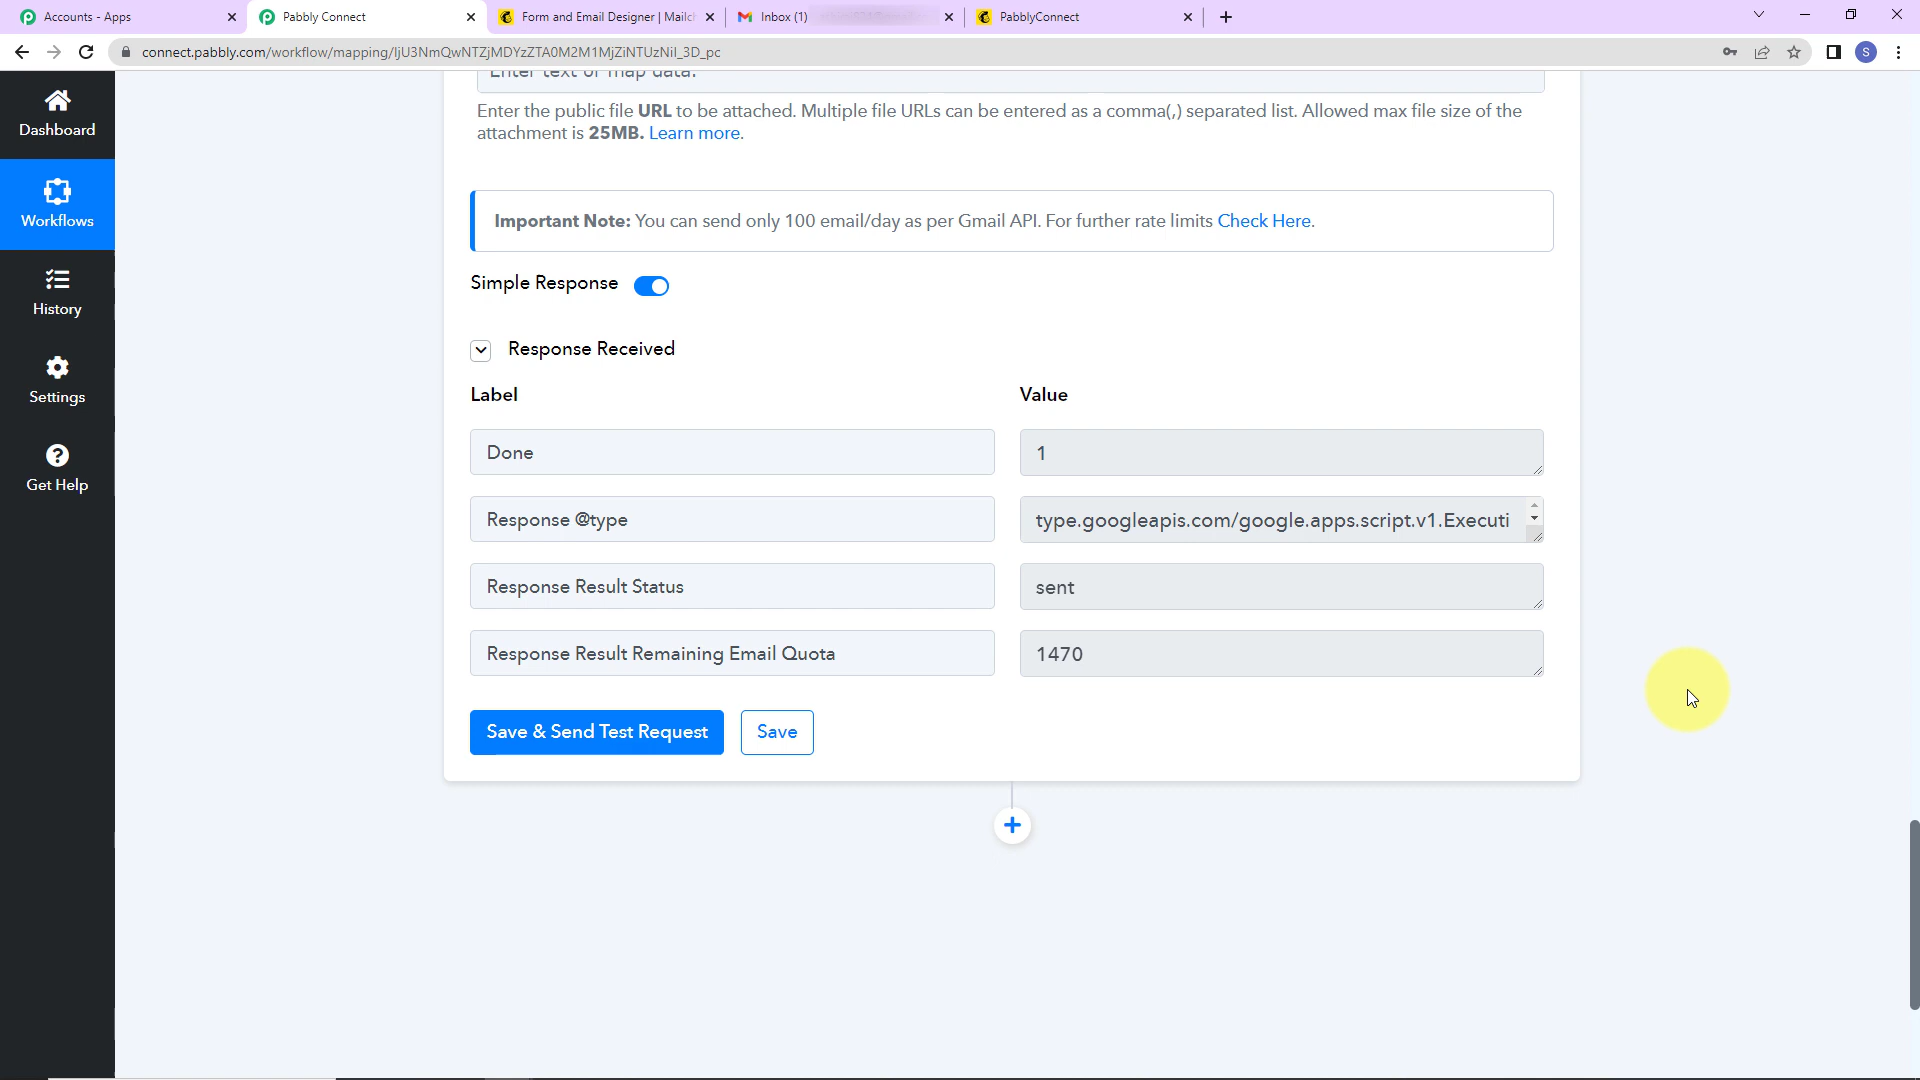 Accounts - Apps
Pabbly Connect
Form and Email Designer | Mailch
Inbox (1)
PabblyConnect
connect.pabbly.com/workflow/mapping/IjU3NmQwNTZjMDYzZTA0M2M1MjZiNTUzNiI_3D_pc
S
Enter text or map data.
Enter the public file URL to be attached. Multiple file URLs can be entered as a comma(,) separated list. Allowed max file size of the
attachment is 25MB. Learn more.
Dashboard
Workflows
History
Settings
Get Help
Important Note: You can send only 100 email/day as per Gmail API. For further rate limits Check Here.
Simple Response
Response Received
Label
Value
Done
1
Response @type
type.googleapis.com/google.apps.script.v1.Executi
Response Result Status
sent
Response Result Remaining Email Quota
1470
Save & Send Test Request
Save